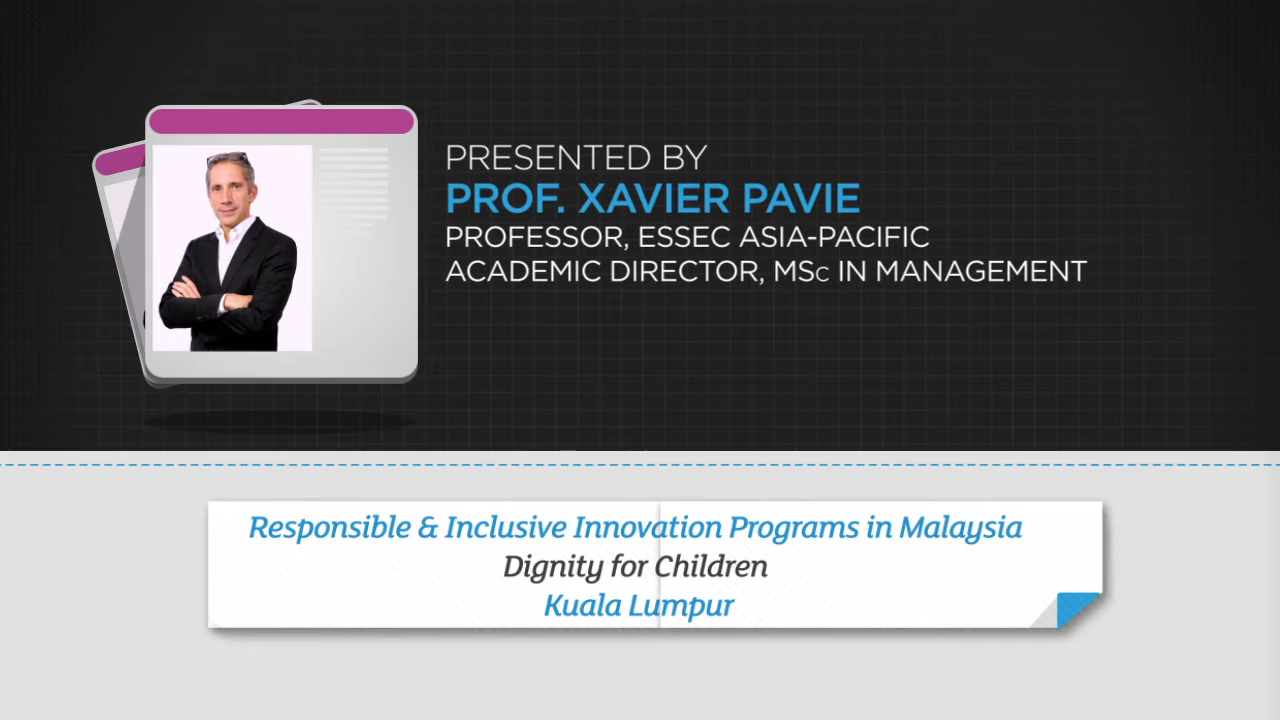 PRESENTED BY
PROF. XAVIER PAVIE
PROFESSOR, ESSEC ASIA-PACIFIC
ACADEMIC DIRECTOR, MSc IN MANAGEMENT
Responsible & Inclusive Innovation Programs in Malaysia
Dignity for Children
Kuala Lumpur